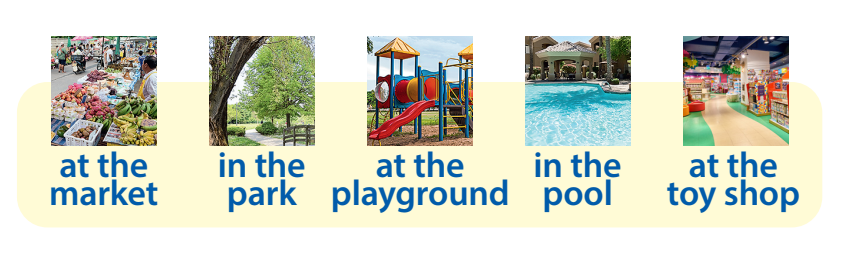 at the
market
in the
park
at the
playground
in the
pool
at the
toy shop